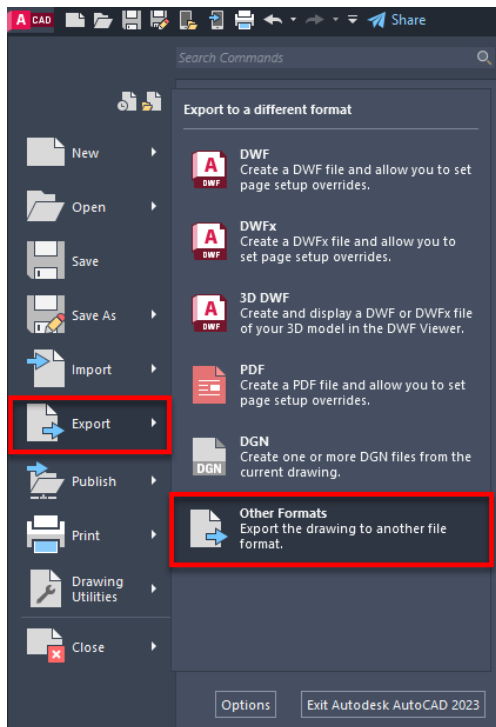 A CAD
Share
Search Commands
Export to a different format
New
Open
Save
Save As
Import
Export
Publish
Print
Drawing
Utilities
Close
A
DWF
DWF
Create a DWF file and allow you to set
page setup overrides.
A
DWF
DWFx
Create a DWFx file and allow you to
set page setup overrides.
A
DWF
3D DWF
Create and display a DWF or DWFx file
of your 3D model in the DWF Viewer.
PDF
Create a PDF file and allow you to set
page setup overrides.
DGN
DGN
Create one or more DGN files from the
current drawing.
Other Formats
Export the drawing to another file
format.
Options
Exit Autodesk AutoCAD 2023